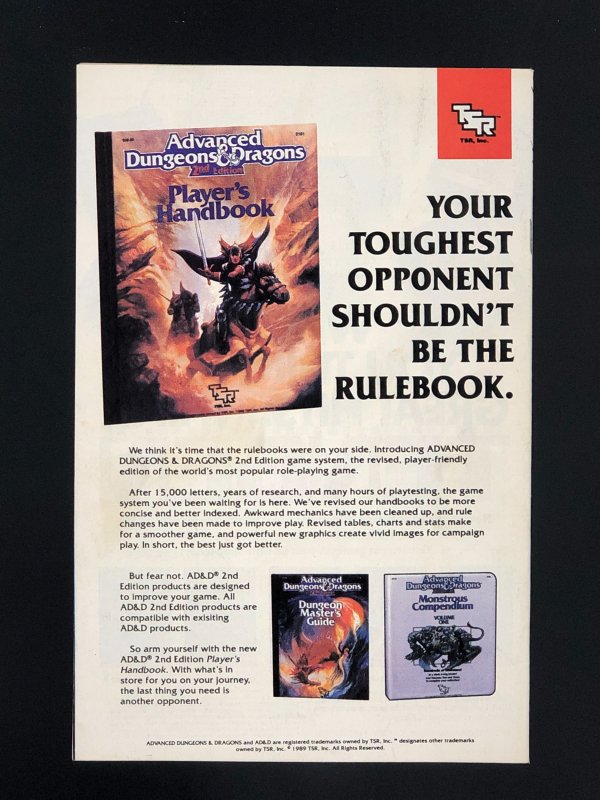 TSR
TSR, Inc.
Advanced
Dungeons & Dragons
2nd Edition
Player's
Handbook
TSR
TSR, Inc.
YOUR
TOUGHEST
OPPONENT
SHOULDN'T
BE THE
RULEBOOK.
We think it's time that the rulebooks were on your side. Introducing ADVANCED
DUNGEONS & DRAGONS® 2nd Edition game system, the revised, player-friendly
edition of the world's most popular role-playing game.
After 15,000 letters, years of research, and many hours of playtesting, the game
system you've been waiting for is here. We've revised our handbooks to be more
concise and better indexed. Awkward mechanics have been cleaned up, and rule
changes have been made to improve play. Revised tables, charts and stats make
for a smoother game, and powerful new graphics create vivid images for campaign
play. In short, the best just got better.
But fear not. AD&D® 2nd
Edition products are designed
to improve your game. All
AD&D 2nd Edition products are
compatible with exisiting
AD&D products.
So arm yourself with the new
AD&D® 2nd Edition Player's
Handbook. With what's in
store for you on your journey,
the last thing you need is
another opponent.
Advanced
Dungeons & Dragons
Dungeon
Master's
Guide
Advanced
Dungeons & Dragons
Monstrous
Compendium
VOLUME
ONE
ADVANCED DUNGEONS & DRAGONS and AD&D are registered trademarks owned by TSR, Inc. ™ designates other trademarks
owned by TSR, Inc. © 1989 TSR, Inc. All Rights Reserved.